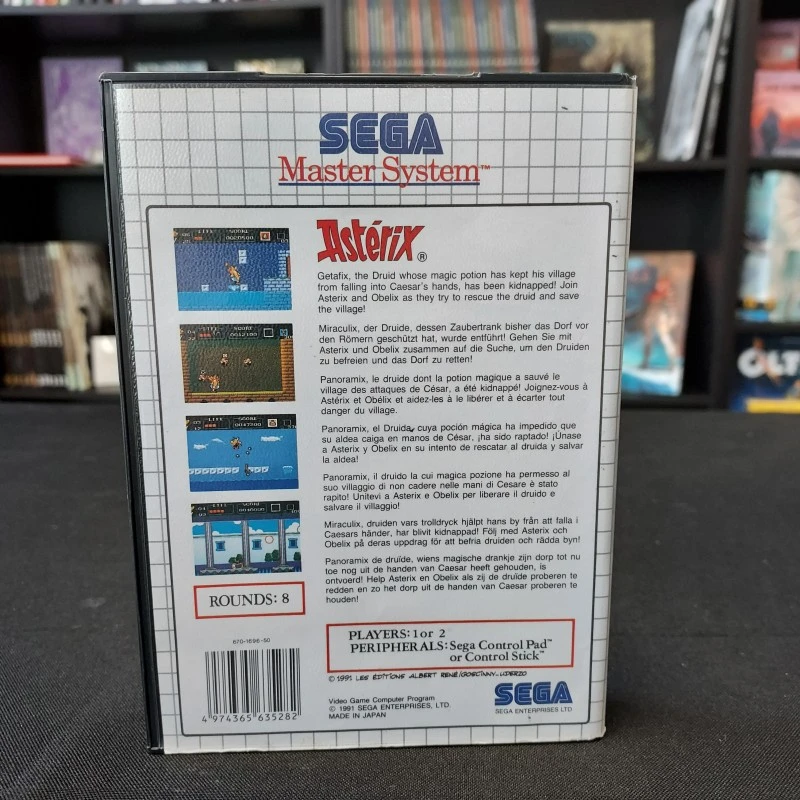 SEGA
Master System™
Astérix®
Getafix, the Druid whose magic potion has kept his village
from falling into Caesar's hands, has been kidnapped! Join
Asterix and Obelix as they try to rescue the druid and save
the village!
Miraculix, der Druide, dessen Zaubertrank bisher das Dorf vor
den Römern geschützt hat, wurde entführt! Gehen Sie mit
Asterix und Obelix zusammen auf die Suche, um den Druiden
zu befreien und das Dorf zu retten!
Panoramix, le druide dont la potion magique a sauvé le
village des attaques de César, a été kidnappé! Joignez-vous à
Astérix et Obélix et aidez-les à le libérer et à écarter tout
danger du village.
Panoramix, el Druida, cuya poción mágica ha impedido que
su aldea caiga en manos de César, ¡ha sido raptado! ¡Únase
a Asterix y Obelix en su intento de rescatar al druida y salvar
la aldea!
Panoramix, il druido la cui magica pozione ha permesso al
suo villaggio di non cadere nelle mani di Cesare è stato
rapito! Unitevi a Asterix e Obelix per liberare il druido e
salvare il villaggio!
Miraculix, druiden vars trolldryck hjälpt hans by från att falla i
Caesars händer, har blivit kidnappad! Följ med Asterix och
Obelix på deras uppdrag för att befria druiden och rädda byn!
Panoramix de druïde, wiens magische drankje zijn dorp tot nu
toe nog uit de handen van Caesar heeft gehouden, is
ontvoerd! Help Asterix en Obelix als zij de druïde proberen te
redden en zo het dorp uit de handen van Caesar proberen te
houden!
ROUNDS: 8
PLAYERS: 1 or 2
PERIPHERALS: Sega Control Pad™
or Control Stick™
© 1991 LES ÉDITIONS ALBERT RENÉ/GOSCINNY-UDERZO
670-1696-50
4 974365 635282
Video Game Computer Program
© 1991 SEGA ENTERPRISES, LTD.
MADE IN JAPAN
SEGA
SEGA ENTERPRISES LTD